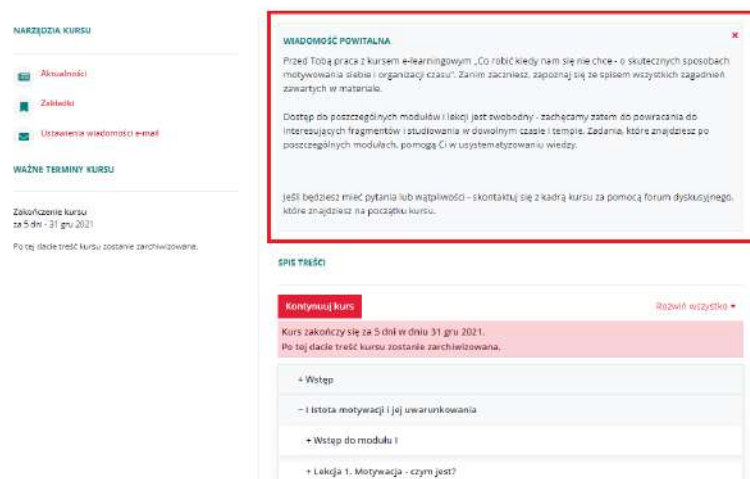 NARZĘDZIA KURSU
Aktualności
Zakładki
Ustawienia wiadomości e-mail
WAŻNE TERMINY KURSU
Zakończenie kursu
za 5 dni - 31 gru 2021
Po tej dacie treść kursu zostanie zarchiwizowana.
WIADOMOŚĆ POWITALNA
Przed Tobą praca z kursem e-learningowym „Co robić kiedy nam się nie chce - o skutecznych sposobach
motywowania siebie i organizacji czasu". Zanim zaczniesz, zapoznaj się ze spisem wszystkich zagadnień
zawartych w materiale.
Dostęp do poszczególnych modułów i lekcji jest swobodny - zachęcamy zatem do powracania do
interesujących fragmentów i studiowania w dowolnym czasie i tempie. Zadania, które znajdziesz po
poszczególnych modułach, pomogą Ci w usystematyzowaniu wiedzy.
Jeśli będziesz mieć pytania lub wątpliwości - skontaktuj się z kadrą kursu za pomocą forum dyskusyjnego,
które znajdziesz na początku kursu.
SPIS TREŚCI
Kontynuuj kurs
Rozwiń wszystko
Kurs zakończy się za 5 dni w dniu 31 gru 2021.
Po tej dacie treść kursu zostanie zarchiwizowana.
+ Wstęp
− I Istota motywacji i jej uwarunkowania
+ Wstęp do modułu I
+ Lekcja 1. Motywacja - czym jest?